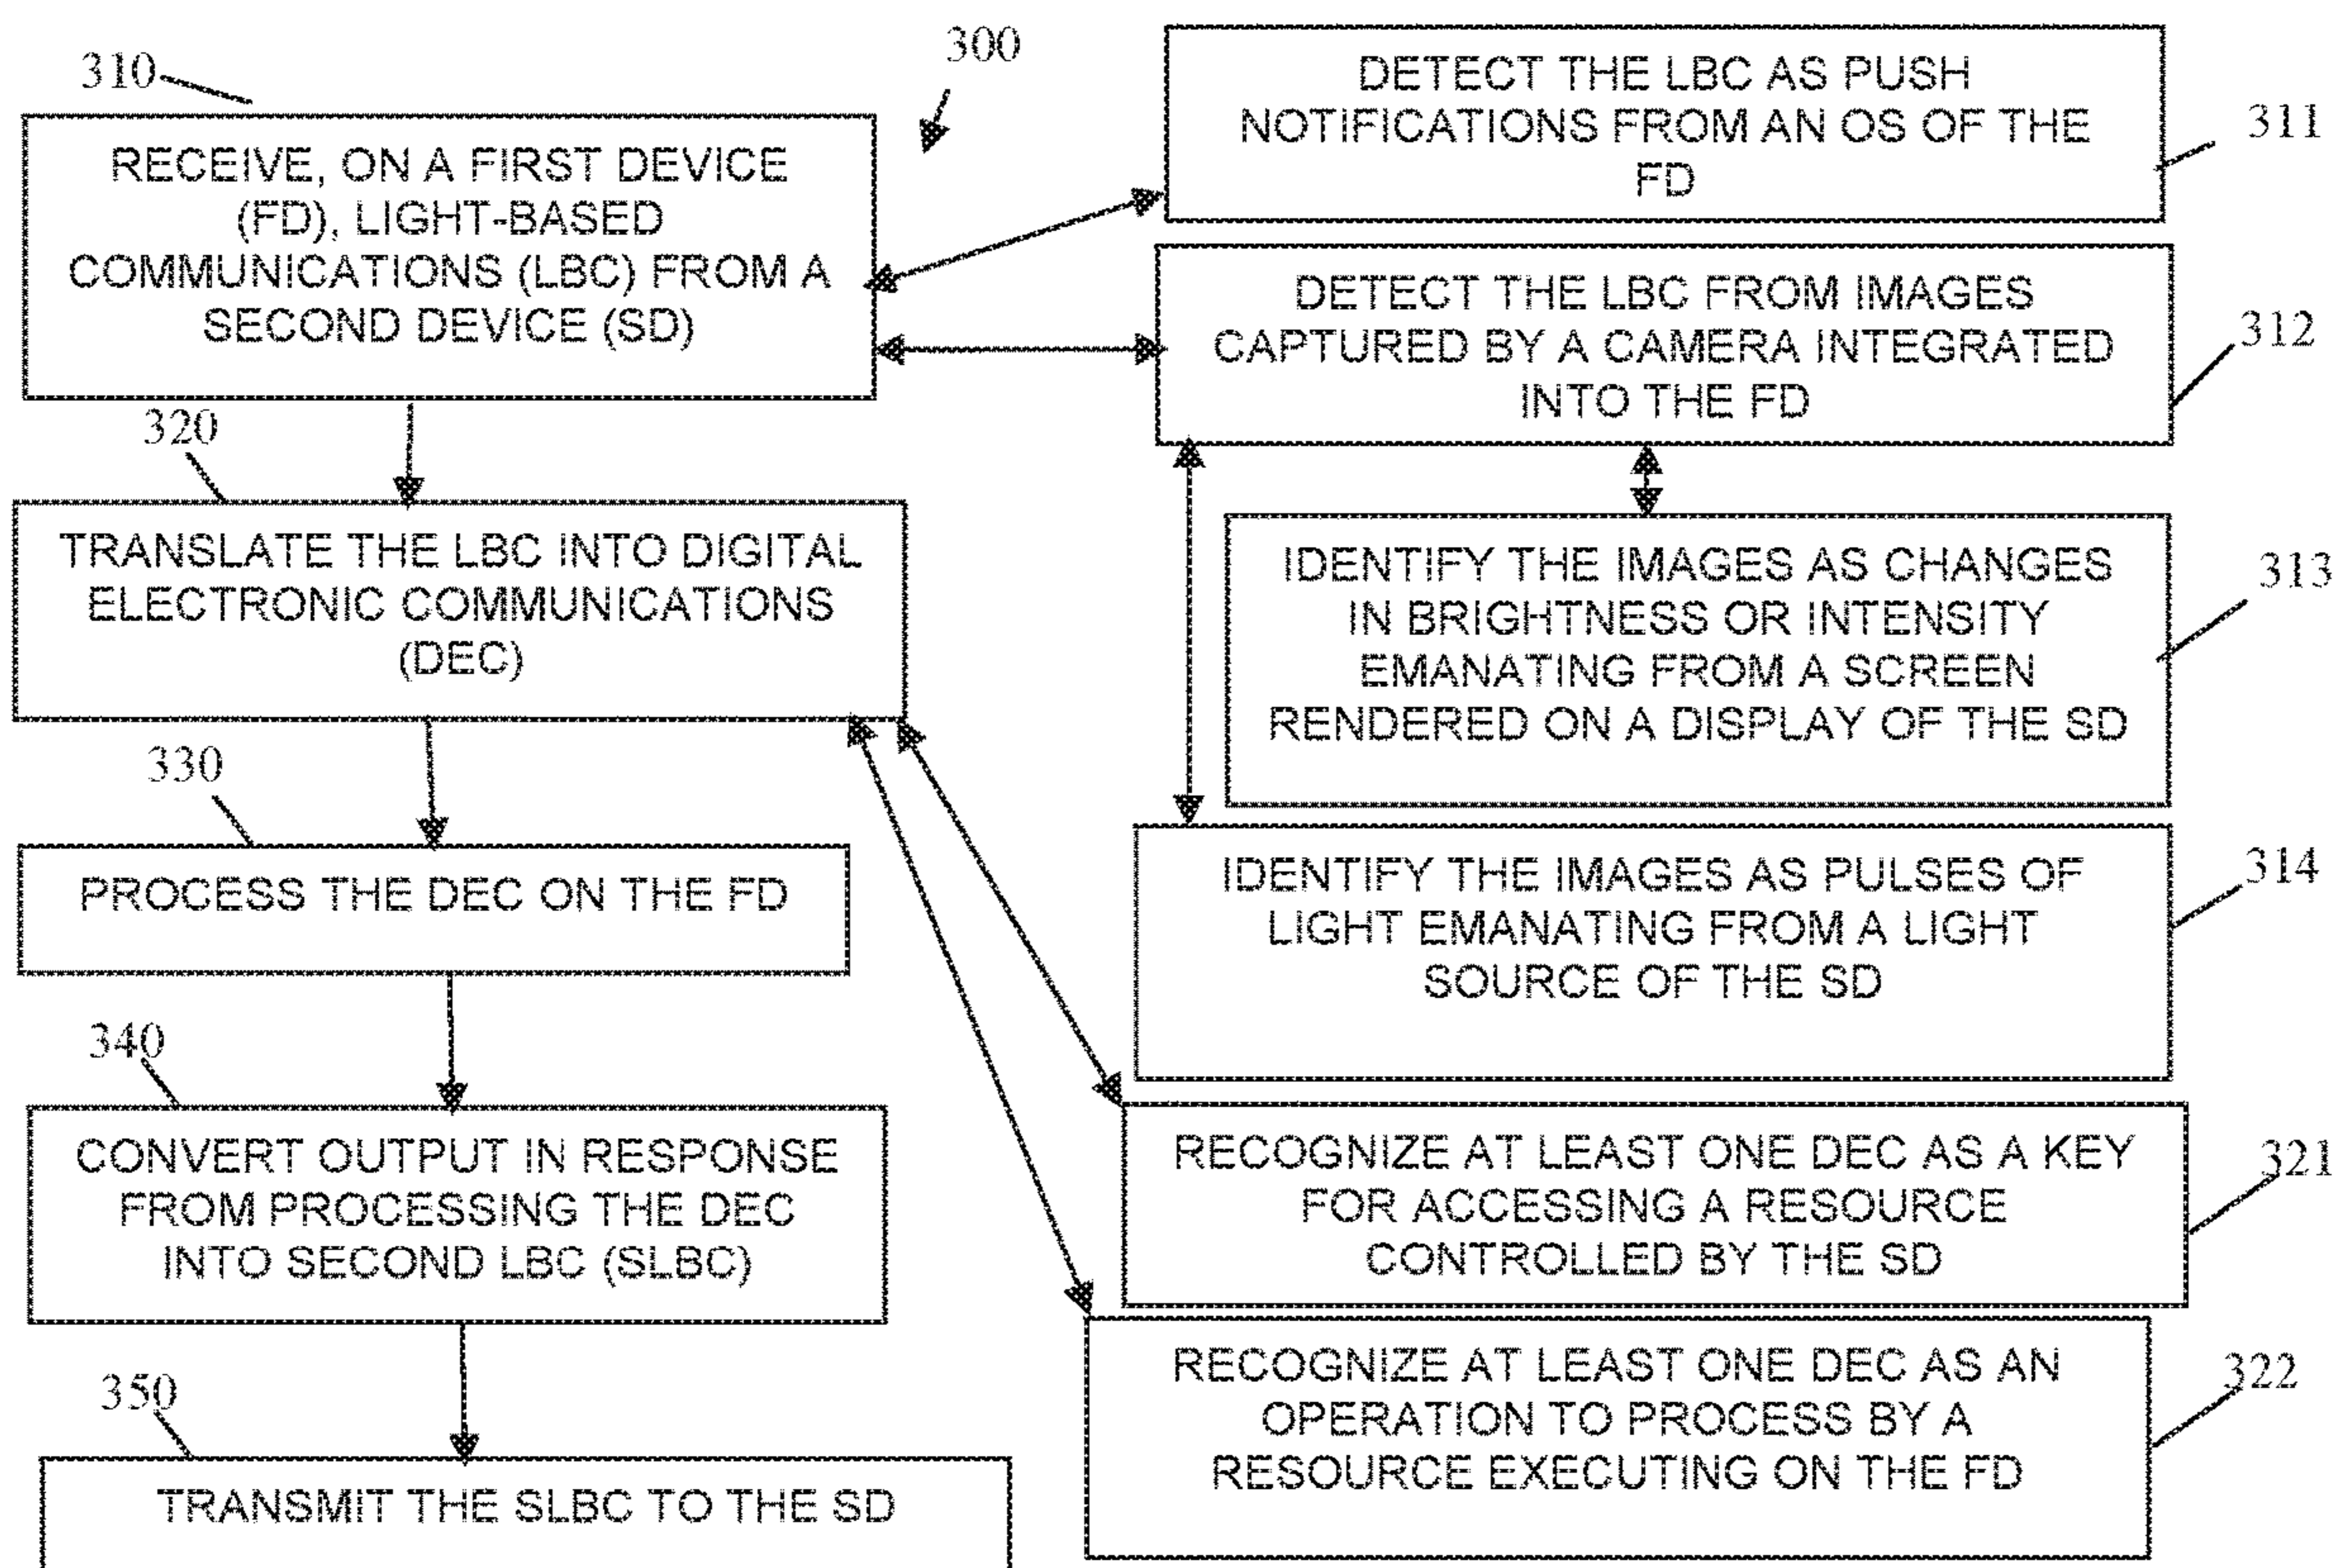 300
310
RECEIVE, ON A FIRST DEVICE
(FD), LIGHT-BASED
COMMUNICATIONS (LBC) FROM A
SECOND DEVICE (SD)
DETECT THE LBC AS PUSH
NOTIFICATIONS FROM AN OS OF THE
FD
311
DETECT THE LBC FROM IMAGES
CAPTURED BY A CAMERA INTEGRATED
INTO THE FD
312
IDENTIFY THE IMAGES AS CHANGES
IN BRIGHTNESS OR INTENSITY
EMANATING FROM A SCREEN
RENDERED ON A DISPLAY OF THE SD
313
IDENTIFY THE IMAGES AS PULSES OF
LIGHT EMANATING FROM A LIGHT
SOURCE OF THE SD
314
320
TRANSLATE THE LBC INTO DIGITAL
ELECTRONIC COMMUNICATIONS
(DEC)
RECOGNIZE AT LEAST ONE DEC AS A KEY
FOR ACCESSING A RESOURCE
CONTROLLED BY THE SD
321
RECOGNIZE AT LEAST ONE DEC AS AN
OPERATION TO PROCESS BY A
RESOURCE EXECUTING ON THE FD
322
330
PROCESS THE DEC ON THE FD
340
CONVERT OUTPUT IN RESPONSE
FROM PROCESSING THE DEC
INTO SECOND LBC (SLBC)
350
TRANSMIT THE SLBC TO THE SD